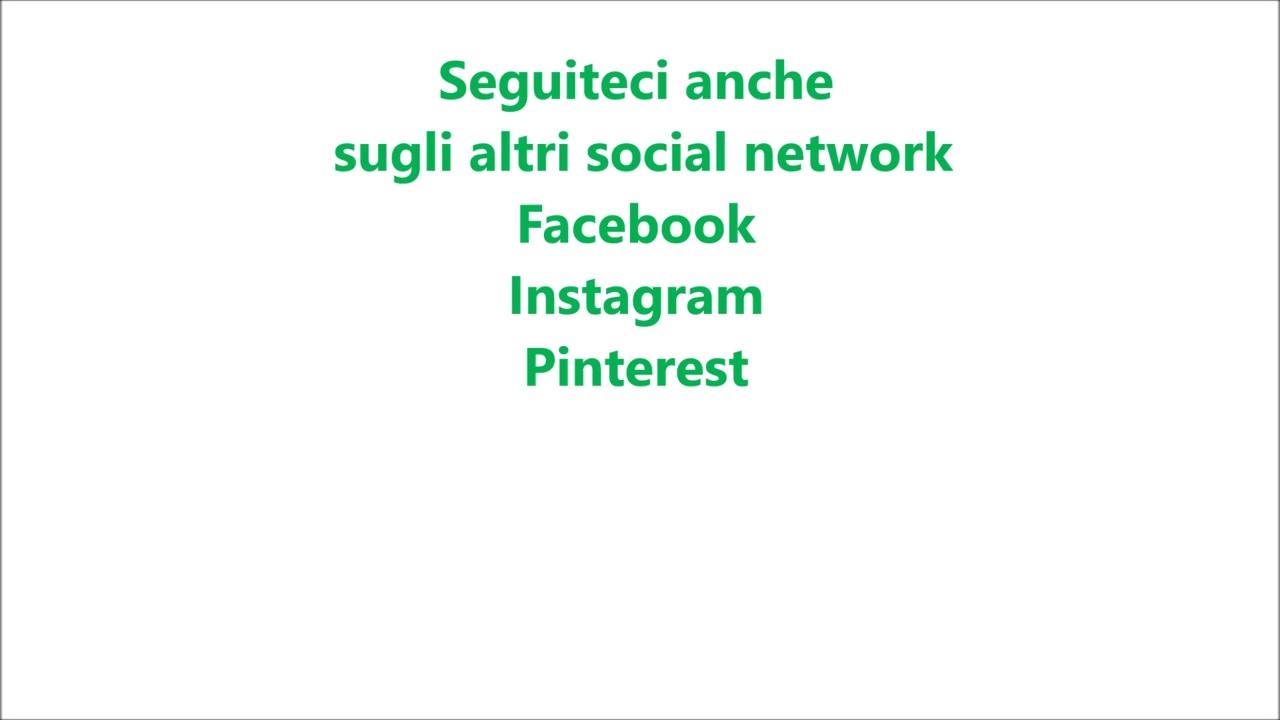 Seguiteci anche
sugli altri social network
Facebook
Instagram
Pinterest